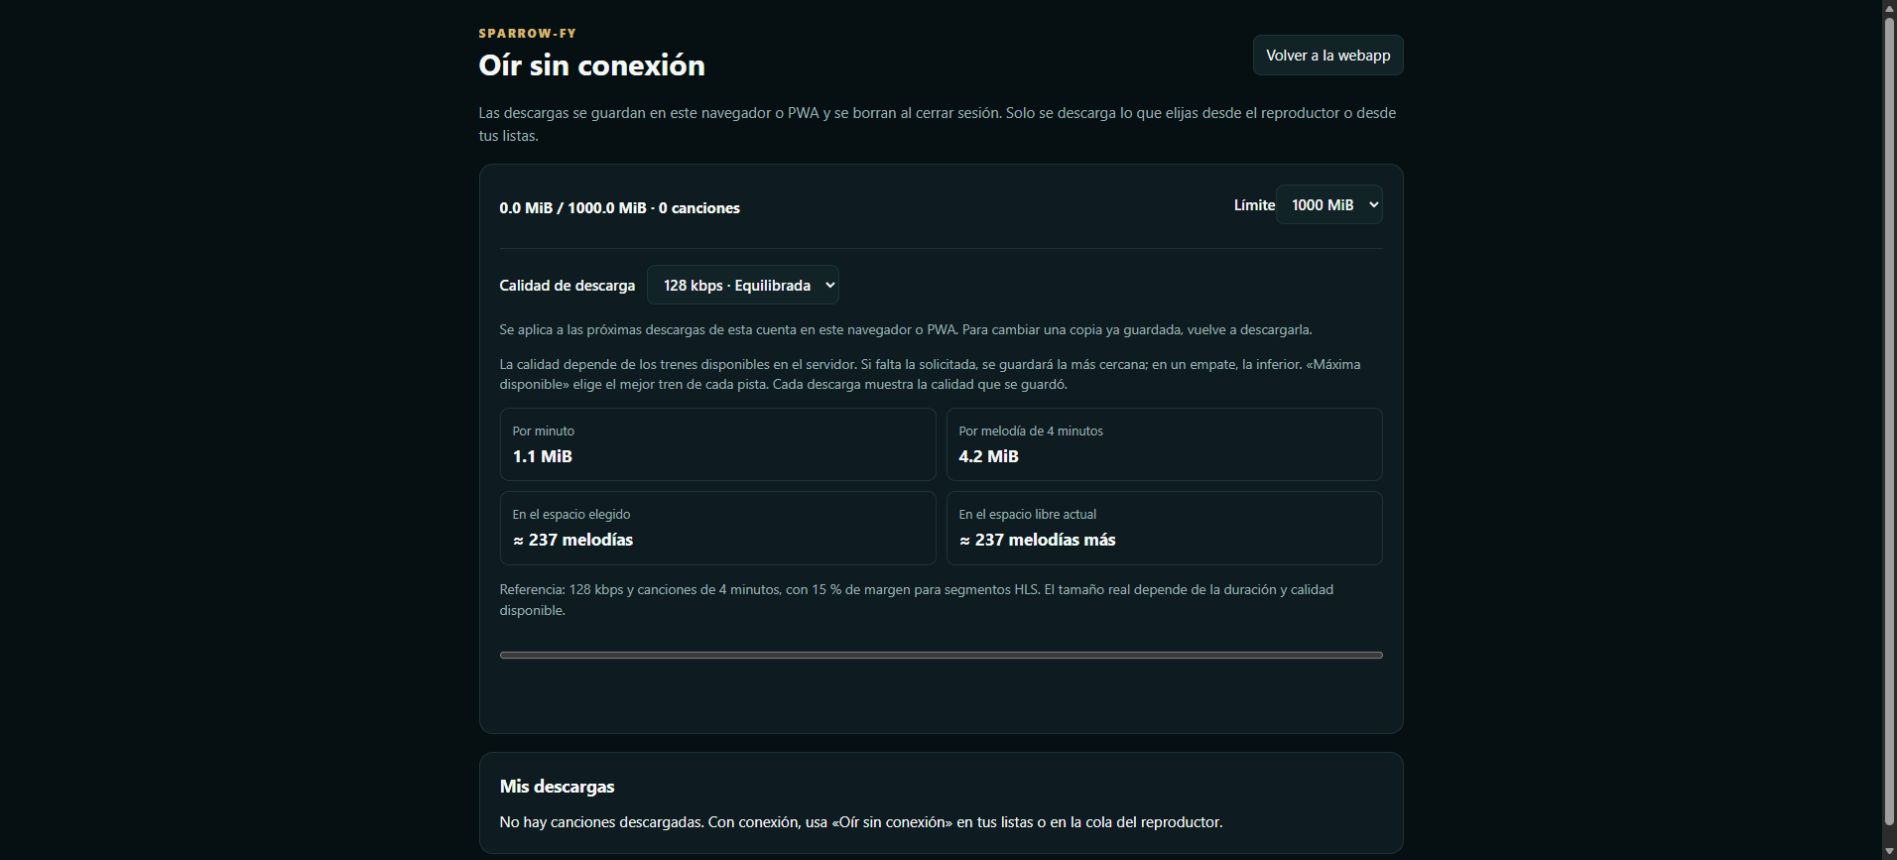 SPARROW-FY
Oír sin conexión
Volver a la webapp
Las descargas se guardan en este navegador o PWA y se borran al cerrar sesión. Solo se descarga lo que elijas desde el reproductor o desde
tus listas.
0.0 MiB / 1000.0 MiB · 0 canciones
Límite 1000 MiB
Calidad de descarga 128 kbps · Equilibrada
Se aplica a las próximas descargas de esta cuenta en este navegador o PWA. Para cambiar una copia ya guardada, vuelve a descargarla.
La calidad depende de los trenes disponibles en el servidor. Si falta la solicitada, se guardará la más cercana; en un empate, la inferior. «Máxima
disponible» elige el mejor tren de cada pista. Cada descarga muestra la calidad que se guardó.
Por minuto
1.1 MiB
Por melodía de 4 minutos
4.2 MiB
En el espacio elegido
≈ 237 melodías
En el espacio libre actual
≈ 237 melodías más
Referencia: 128 kbps y canciones de 4 minutos, con 15 % de margen para segmentos HLS. El tamaño real depende de la duración y calidad
disponible.
Mis descargas
No hay canciones descargadas. Con conexión, usa «Oír sin conexión» en tus listas o en la cola del reproductor.